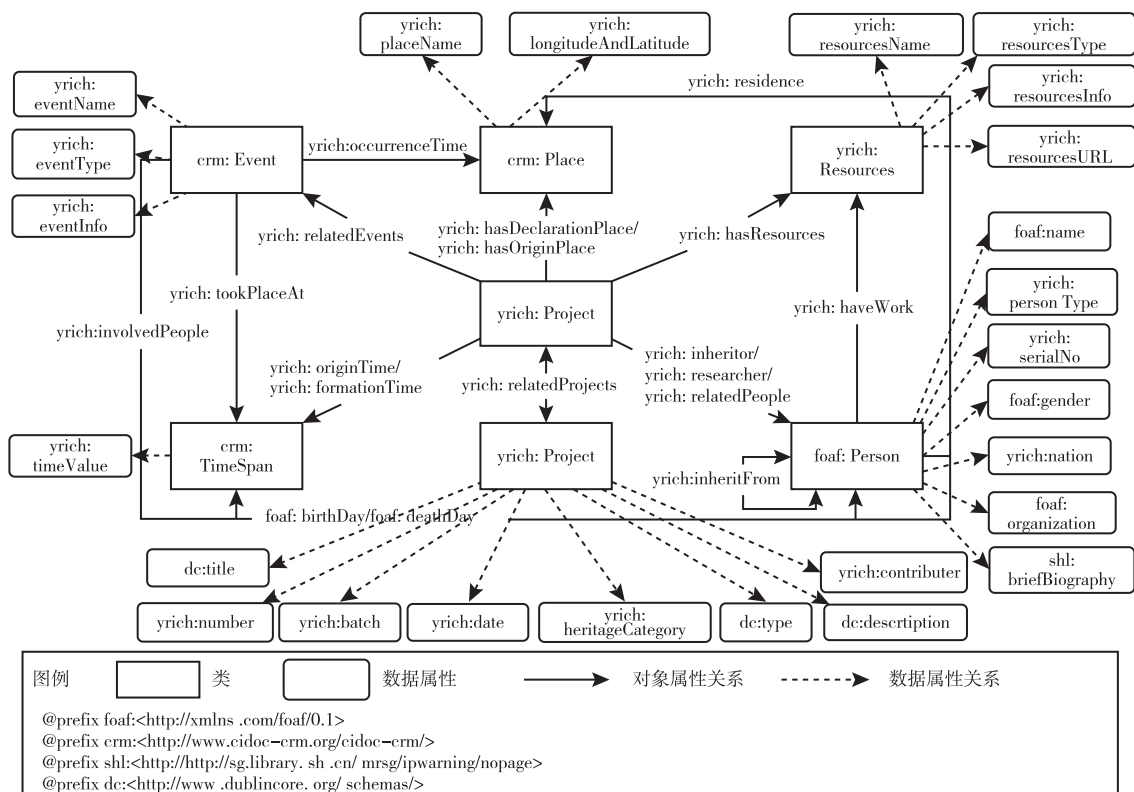 yrich:
placeName
yrich:
longitudeAndLatitude
yrich:
resourcesName
yrich:
resourcesType
yrich:
eventName
yrich: residence
yrich:
resourcesInfo
yrich:
eventType
crm: Event
yrich:occurrenceTime
crm: Place
yrich:
Resources
yrich:
resourcesURL
yrich:
eventInfo
yrich: relatedEvents
yrich: hasDeclarationPlace/
yrich: hasOriginPlace
yrich: hasResources
foaf:name
yrich: tookPlaceAt
yrich: Project
yrich: haveWork
yrich:
person Type
yrich:involvedPeople
yrich:
serialNo
yrich: originTime/
yrich: formationTime
yrich: relatedProjects
yrich: inheritor/
yrich: researcher/
yrich: relatedPeople
foaf:gender
yrich:
timeValue
crm:
TimeSpan
yrich: Project
foaf: Person
yrich:nation
yrich:inheritFrom
foaf: birthDay/foaf: deathDay
foaf:
organization
dc:title
yrich:contributer
shl:
briefBiography
yrich:number
yrich:batch
yrich:date
yrich:
heritageCategory
dc:type
dc:descrtiption
图例 类 数据属性 对象属性关系 数据属性关系
@prefix foaf:<http://xmlns .com/foaf/0.1>
@prefix crm:<http://www.cidoc−crm.org/cidoc−crm/>
@prefix shl:<http://http://sg.library. sh .cn/ mrsg/ipwarning/nopage>
@prefix dc:<http://www .dublincore. org/ schemas/>